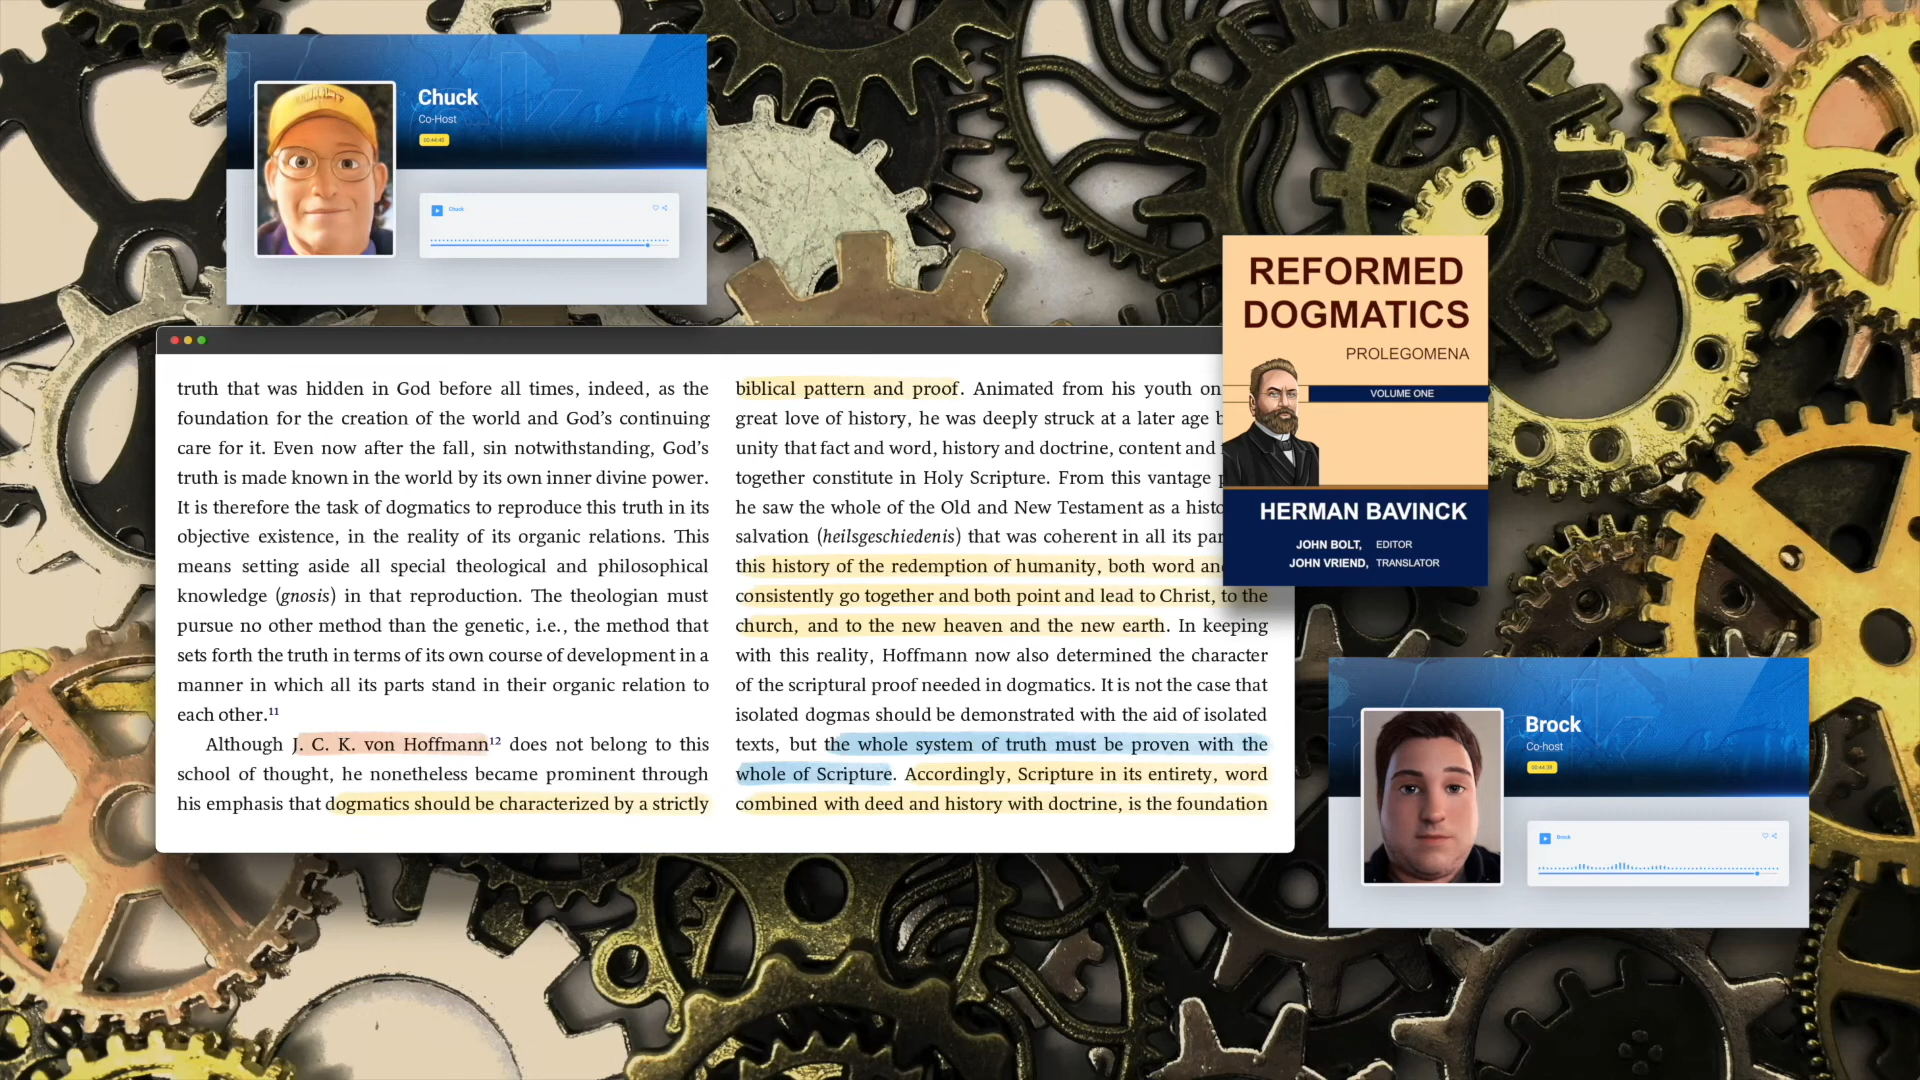 Chuck
Co-Host
00:44:40
Chuck
truth that was hidden in God before all times, indeed, as the
foundation for the creation of the world and God's continuing
care for it. Even now after the fall, sin notwithstanding, God's
truth is made known in the world by its own inner divine power.
It is therefore the task of dogmatics to reproduce this truth in its
objective existence, in the reality of its organic relations. This
means setting aside all special theological and philosophical
knowledge (gnosis) in that reproduction. The theologian must
pursue no other method than the genetic, i.e., the method that
sets forth the truth in terms of its own course of development in a
manner in which all its parts stand in their organic relation to
each other.¹¹
Although J. C. K. von Hoffmann¹² does not belong to this
school of thought, he nonetheless became prominent through
his emphasis that dogmatics should be characterized by a strictly
biblical pattern and proof. Animated from his youth on
great love of history, he was deeply struck at a later age
unity that fact and word, history and doctrine, content and
together constitute in Holy Scripture. From this vantage
he saw the whole of the Old and New Testament as a
salvation (heilsgeschiedenis) that was coherent in all its
this history of the redemption of humanity, both word
consistently go together and both point and lead to Christ, to the
church, and to the new heaven and the new earth. In keeping
with this reality, Hoffmann now also determined the character
of the scriptural proof needed in dogmatics. It is not the case that
isolated dogmas should be demonstrated with the aid of isolated
texts, but the whole system of truth must be proven with the
whole of Scripture. Accordingly, Scripture in its entirety, word
combined with deed and history with doctrine, is the foundation
REFORMED
DOGMATICS
PROLEGOMENA
VOLUME ONE
HERMAN BAVINCK
JOHN BOLT, EDITOR
JOHN VRIEND, TRANSLATOR
Brock
Co-host
00:44:38
Brock